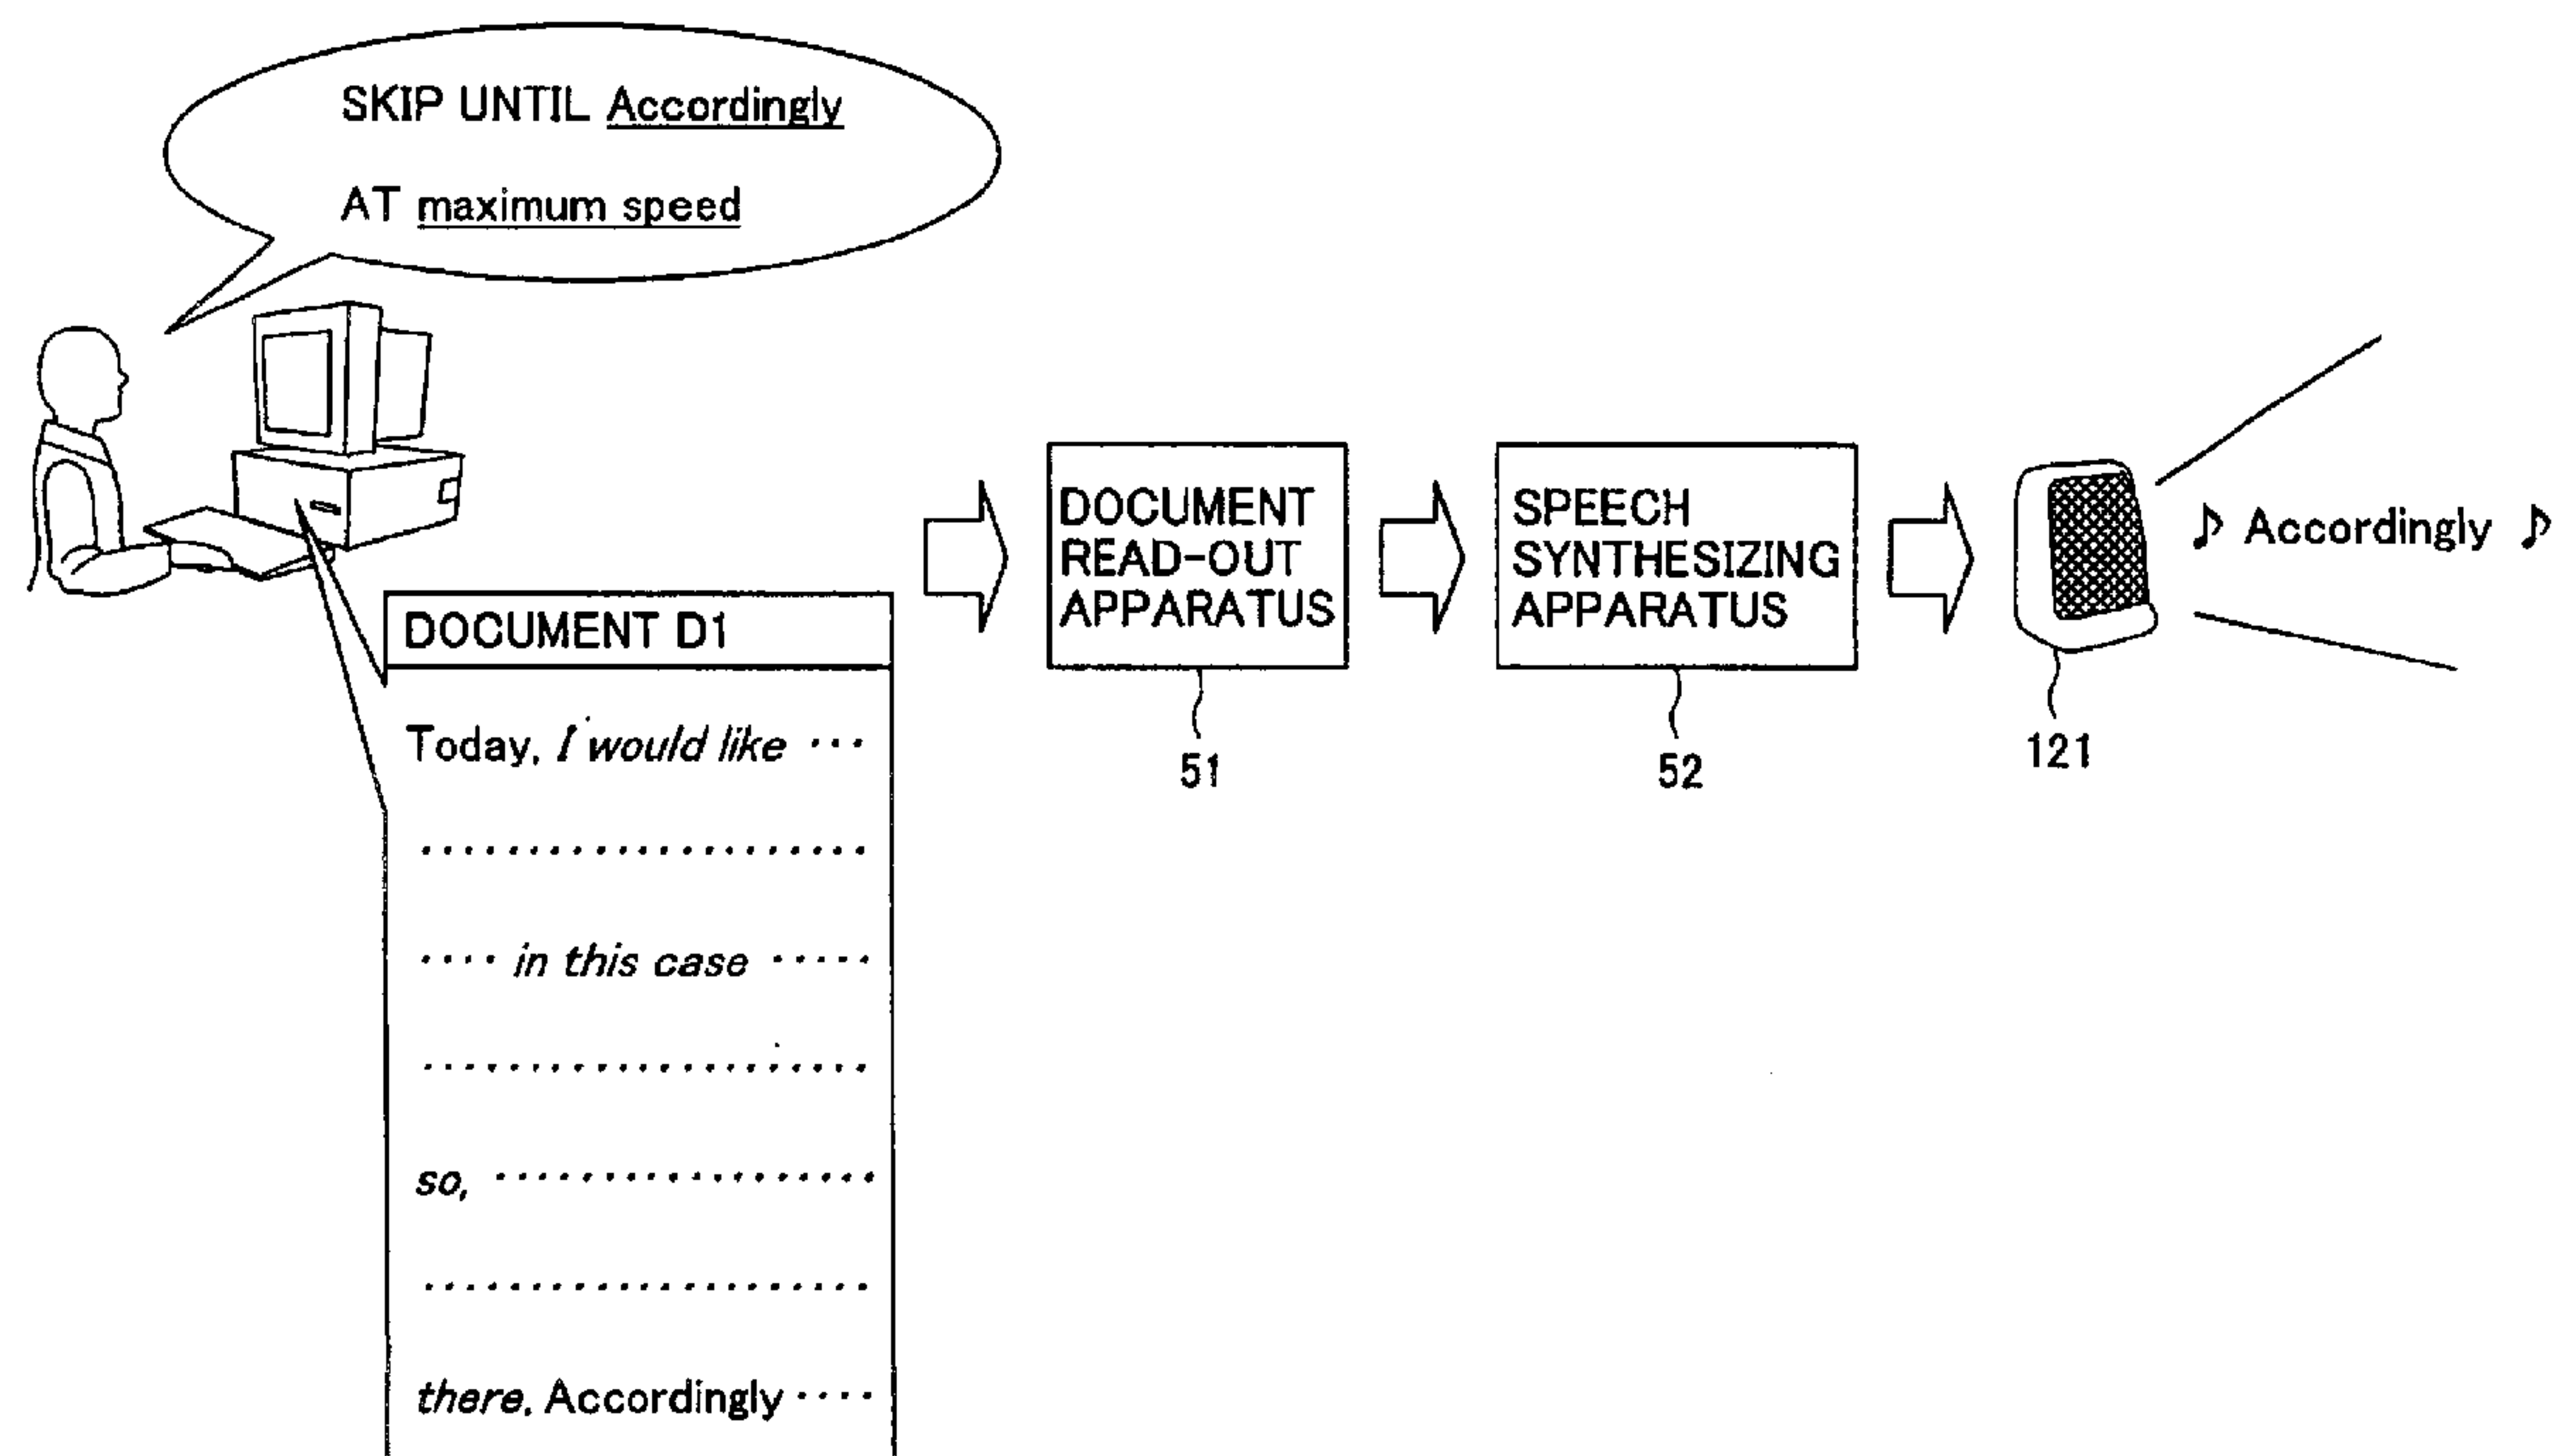 SKIP UNTIL Accordingly
AT maximum speed
DOCUMENT D1
Today, I would like ···
······················
···· in this case ·····
······················
so, ···················
······················
there, Accordingly ····
DOCUMENT
READ-OUT
APPARATUS
51
SPEECH
SYNTHESIZING
APPARATUS
52
♪ Accordingly ♪
121